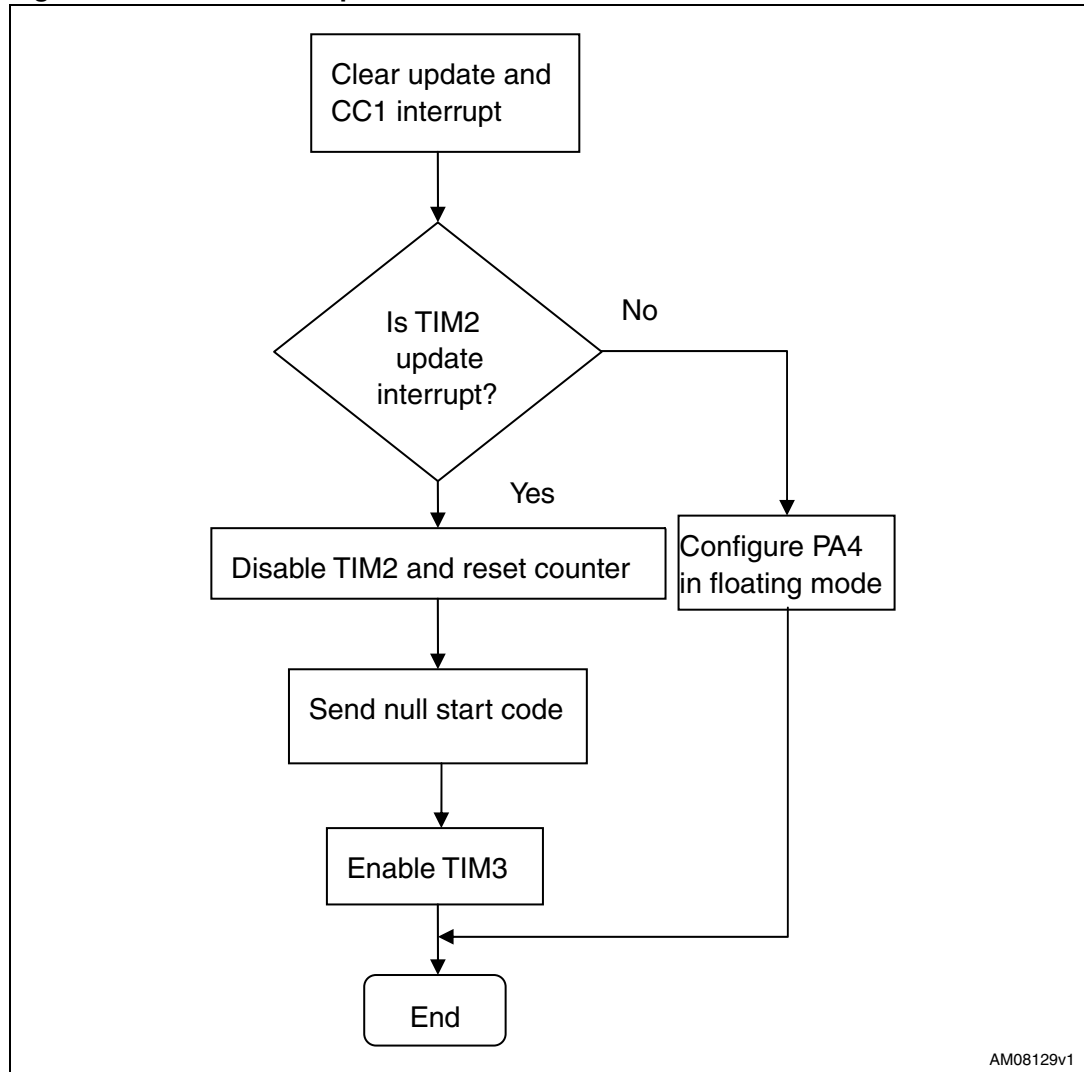 Clear update and
CC1 interrupt
Is TIM2
update
interrupt?
No
Yes
Disable TIM2 and reset counter
Configure PA4
in floating mode
Send null start code
Enable TIM3
End
AM08129v1